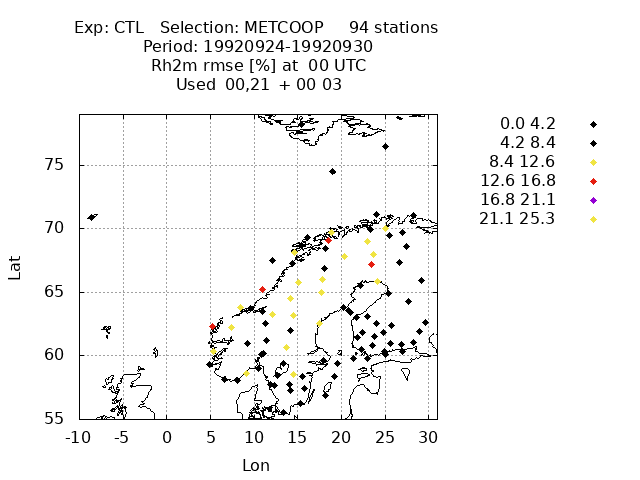 Exp: CTL   Selection: METCOOP     94 stations
Period: 19920924-19920930
Rh2m rmse [%] at  00 UTC
Used  00,21  + 00 03
0.0 4.2
4.2 8.4
8.4 12.6
12.6 16.8
16.8 21.1
21.1 25.3
75
70
65
60
55
Lat
-10 -5 0 5 10 15 20 25 30
Lon